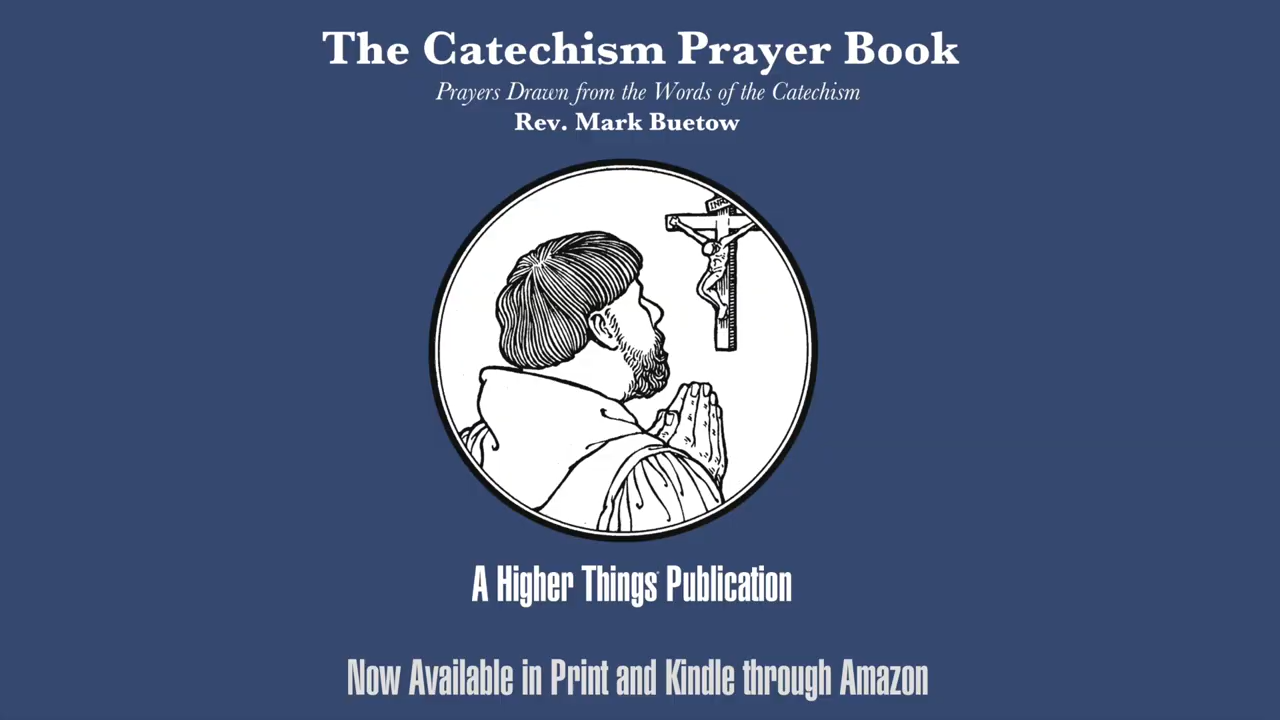 The Catechism Prayer Book
Prayers Drawn from the Words of the Catechism
Rev. Mark Buetow
INRI
A Higher Things Publication
Now Available in Print and Kindle through Amazon